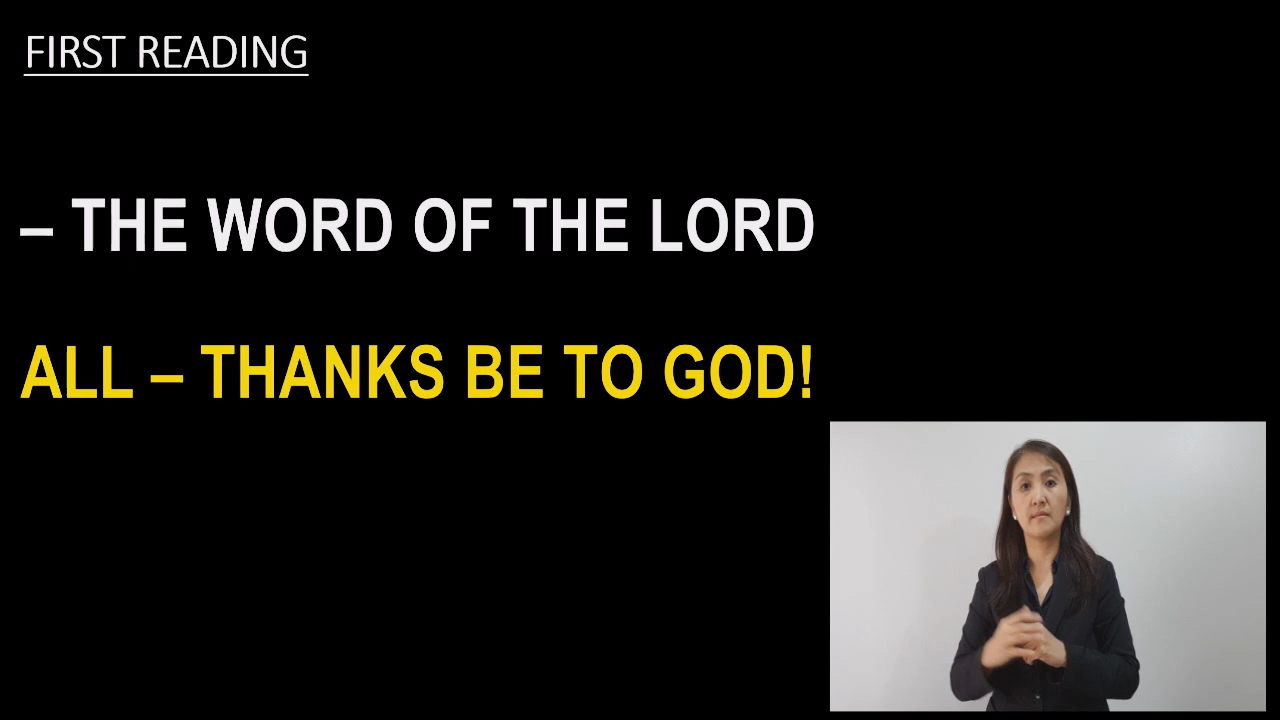 FIRST READING
– THE WORD OF THE LORD
ALL – THANKS BE TO GOD!